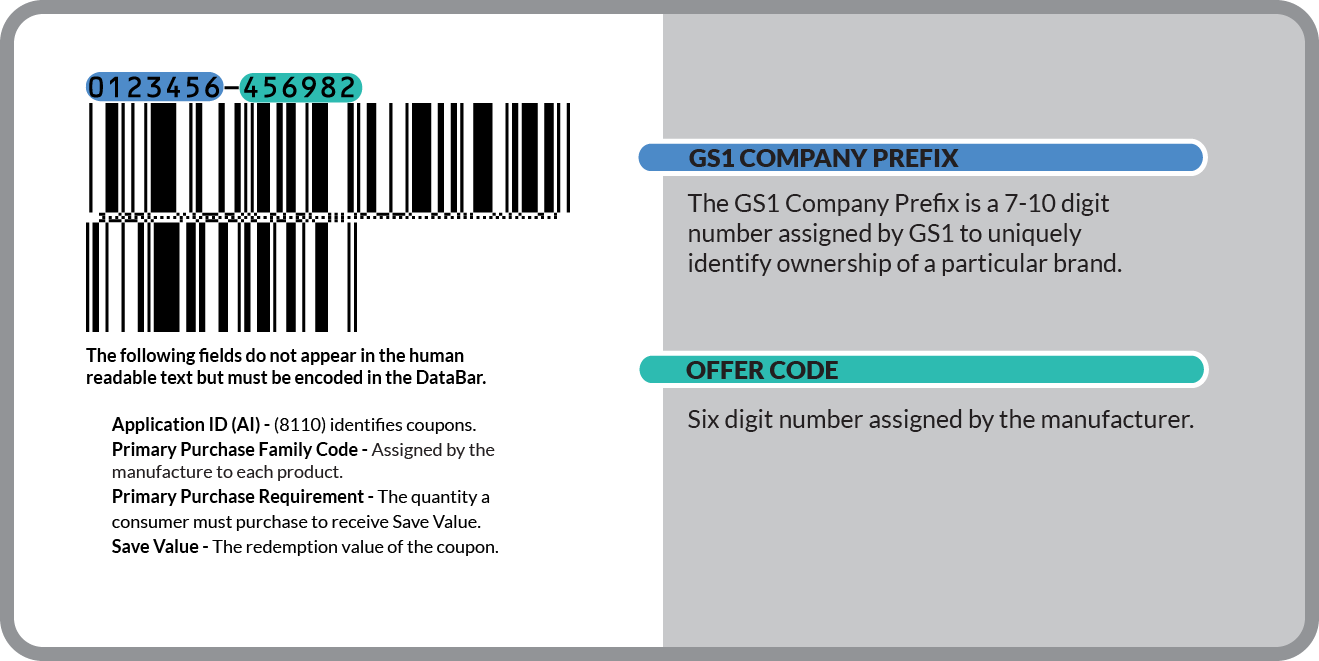 0123456-456982
The following fields do not appear in the human
readable text but must be encoded in the DataBar.
Application ID (AI) - (8110) identifies coupons.
Primary Purchase Family Code - Assigned by the
manufacture to each product.
Primary Purchase Requirement - The quantity a
consumer must purchase to receive Save Value.
Save Value - The redemption value of the coupon.
GS1 COMPANY PREFIX
The GS1 Company Prefix is a 7-10 digit
number assigned by GS1 to uniquely
identify ownership of a particular brand.
OFFER CODE
Six digit number assigned by the manufacturer.